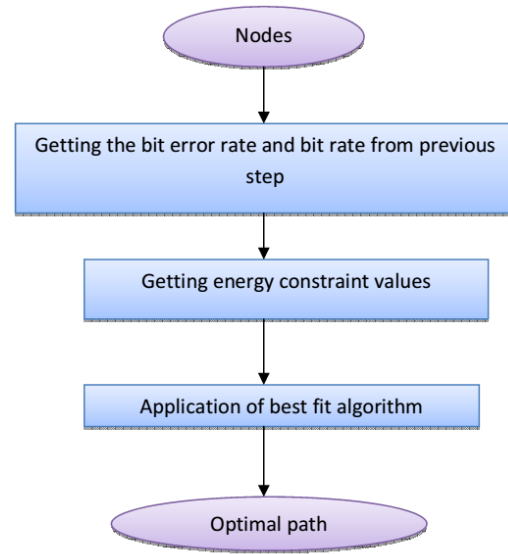 Nodes
Getting the bit error rate and bit rate from previous
step
Getting energy constraint values
Application of best fit algorithm
Optimal path